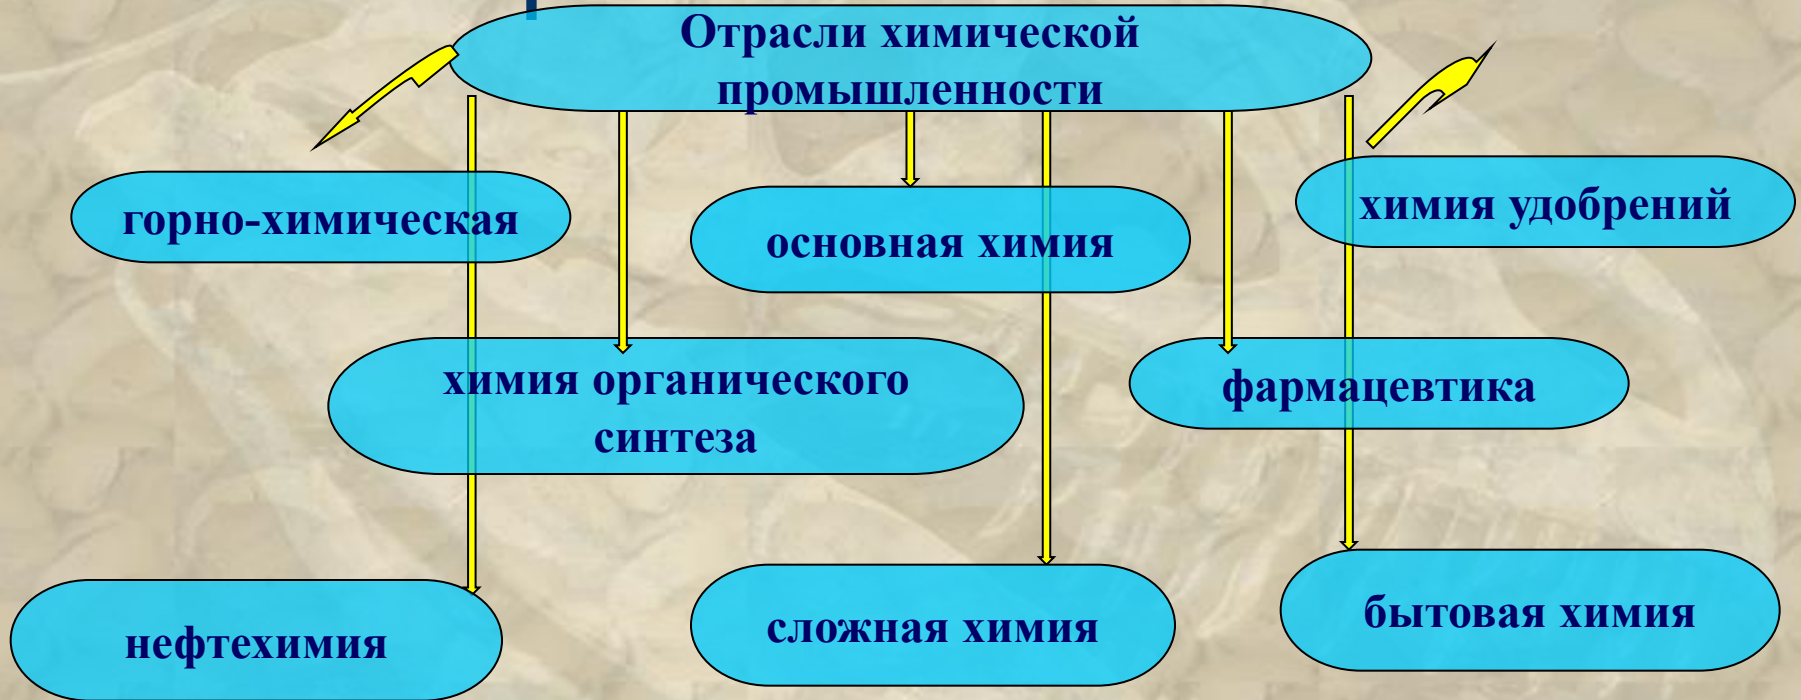 Отрасли химической
промышленности
горно-химическая
основная химия
химия удобрений
химия органического
синтеза
фармацевтика
нефтехимия
сложная химия
бытовая химия